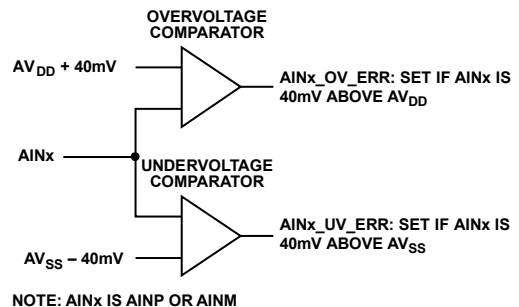 OVERVOLTAGE
COMPARATOR
AVDD + 40mV
AINx_OV_ERR: SET IF AINx IS
40mV ABOVE AVDD
AINx
UNDERVOLTAGE
COMPARATOR
AINx_UV_ERR: SET IF AINx IS
40mV ABOVE AVSS
AVSS – 40mV
NOTE: AINx IS AINP OR AINM